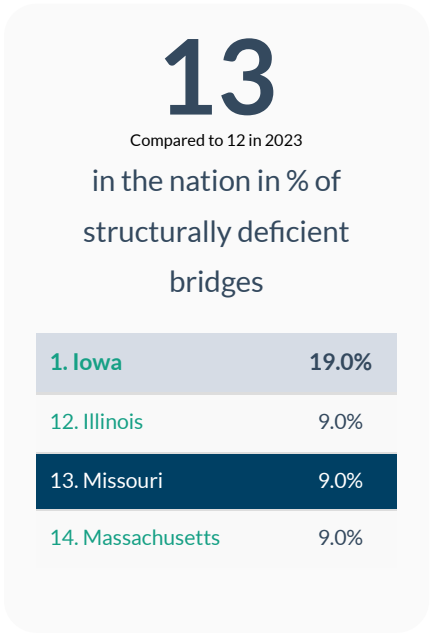 13
Compared to 12 in 2023
in the nation in % of
structurally deficient
bridges
1. Iowa 19.0%
12. Illinois 9.0%
13. Missouri 9.0%
14. Massachusetts 9.0%